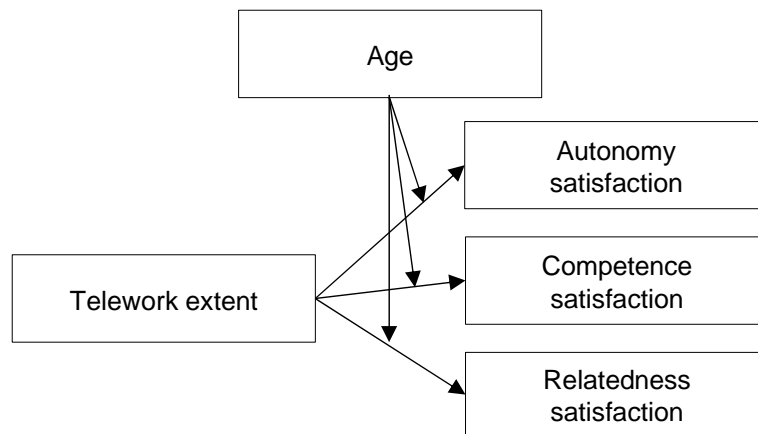 Age
Autonomy
satisfaction
Telework extent
Competence
satisfaction
Relatedness
satisfaction